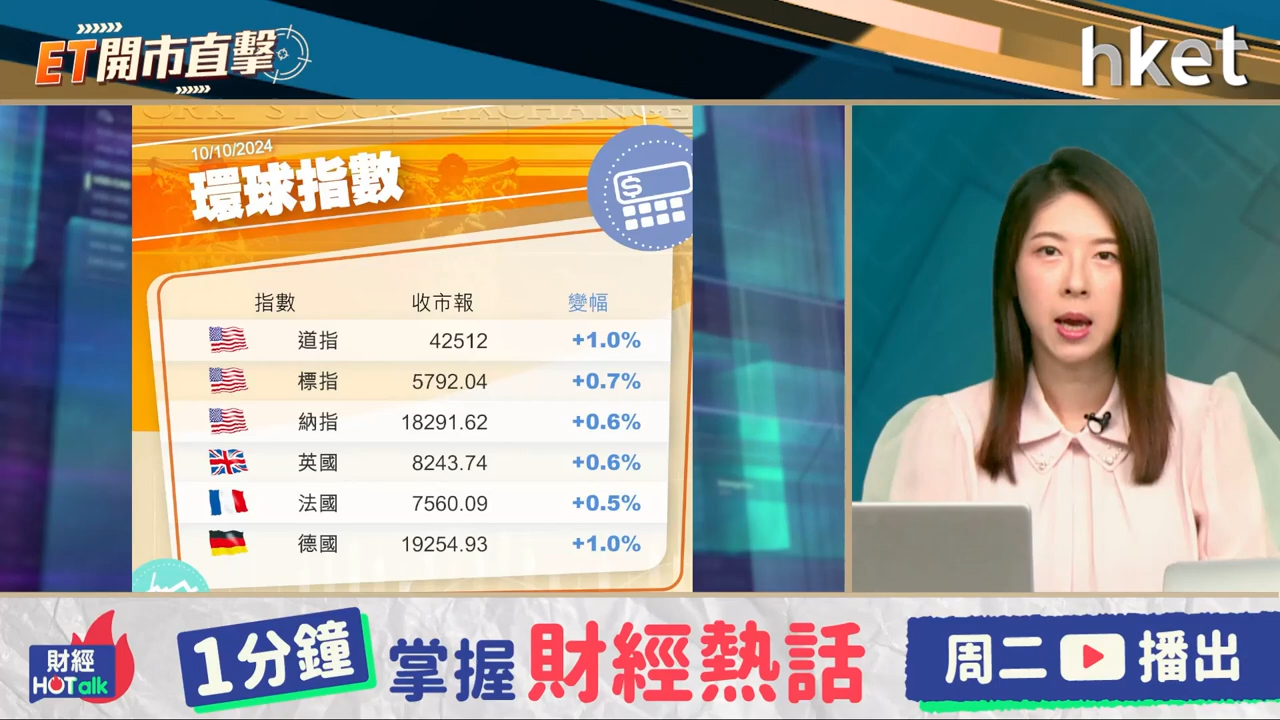 ET開市直擊
hket
ORK STOCK EXCHANGE
10/10/2024
環球指數
$
指數 收市報 變幅
道指 42512 +1.0%
標指 5792.04 +0.7%
納指 18291.62 +0.6%
英國 8243.74 +0.6%
法國 7560.09 +0.5%
德國 19254.93 +1.0%
財經
HOTalk
1分鐘 掌握 財經熱話 周二 播出